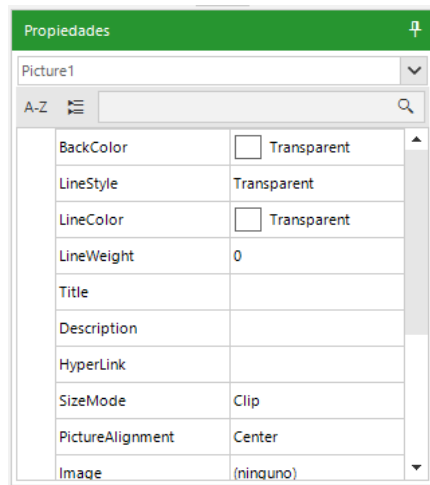 Propiedades
Picture1
A-Z
BackColor Transparent
LineStyle Transparent
LineColor Transparent
LineWeight 0
Title
Description
HyperLink
SizeMode Clip
PictureAlignment Center
Image (ninguno)